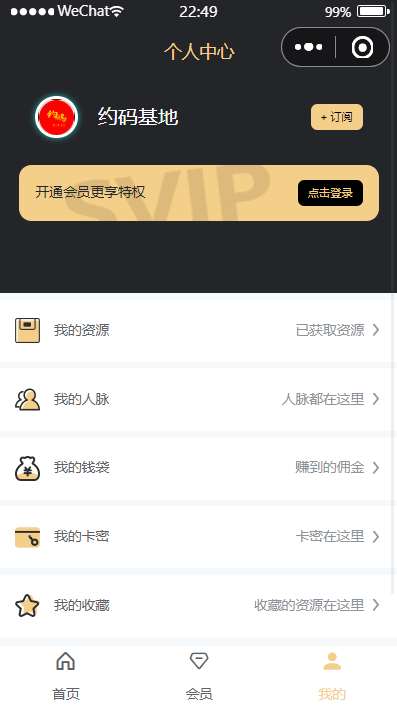 WeChat 22:49 99%
个人中心
约码基地
+ 订阅
SVIP
开通会员更享特权 点击登录
我的资源 已获取资源
我的人脉 人脉都在这里
我的钱袋 赚到的佣金
我的卡密 卡密在这里
我的收藏 收藏的资源在这里
首页 会员 我的